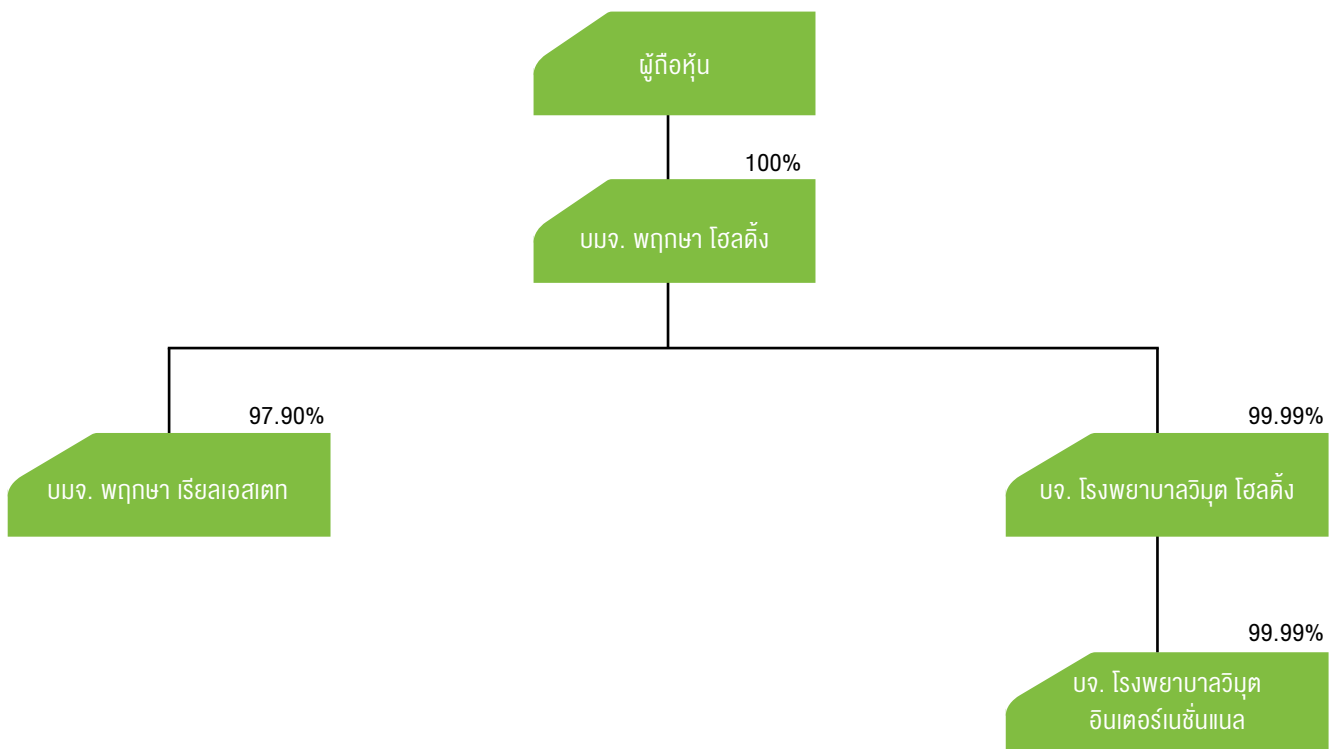 ผู้ถือหุ้น
100%
บมจ. พฤกษา โฮลดิ้ง
97.90%
99.99%
บมจ. พฤกษา เรียลเอสเตท
บจ. โรงพยาบาลวิมุต โฮลดิ้ง
99.99%
บจ. โรงพยาบาลวิมุต
อินเตอร์เนชั่นแนล